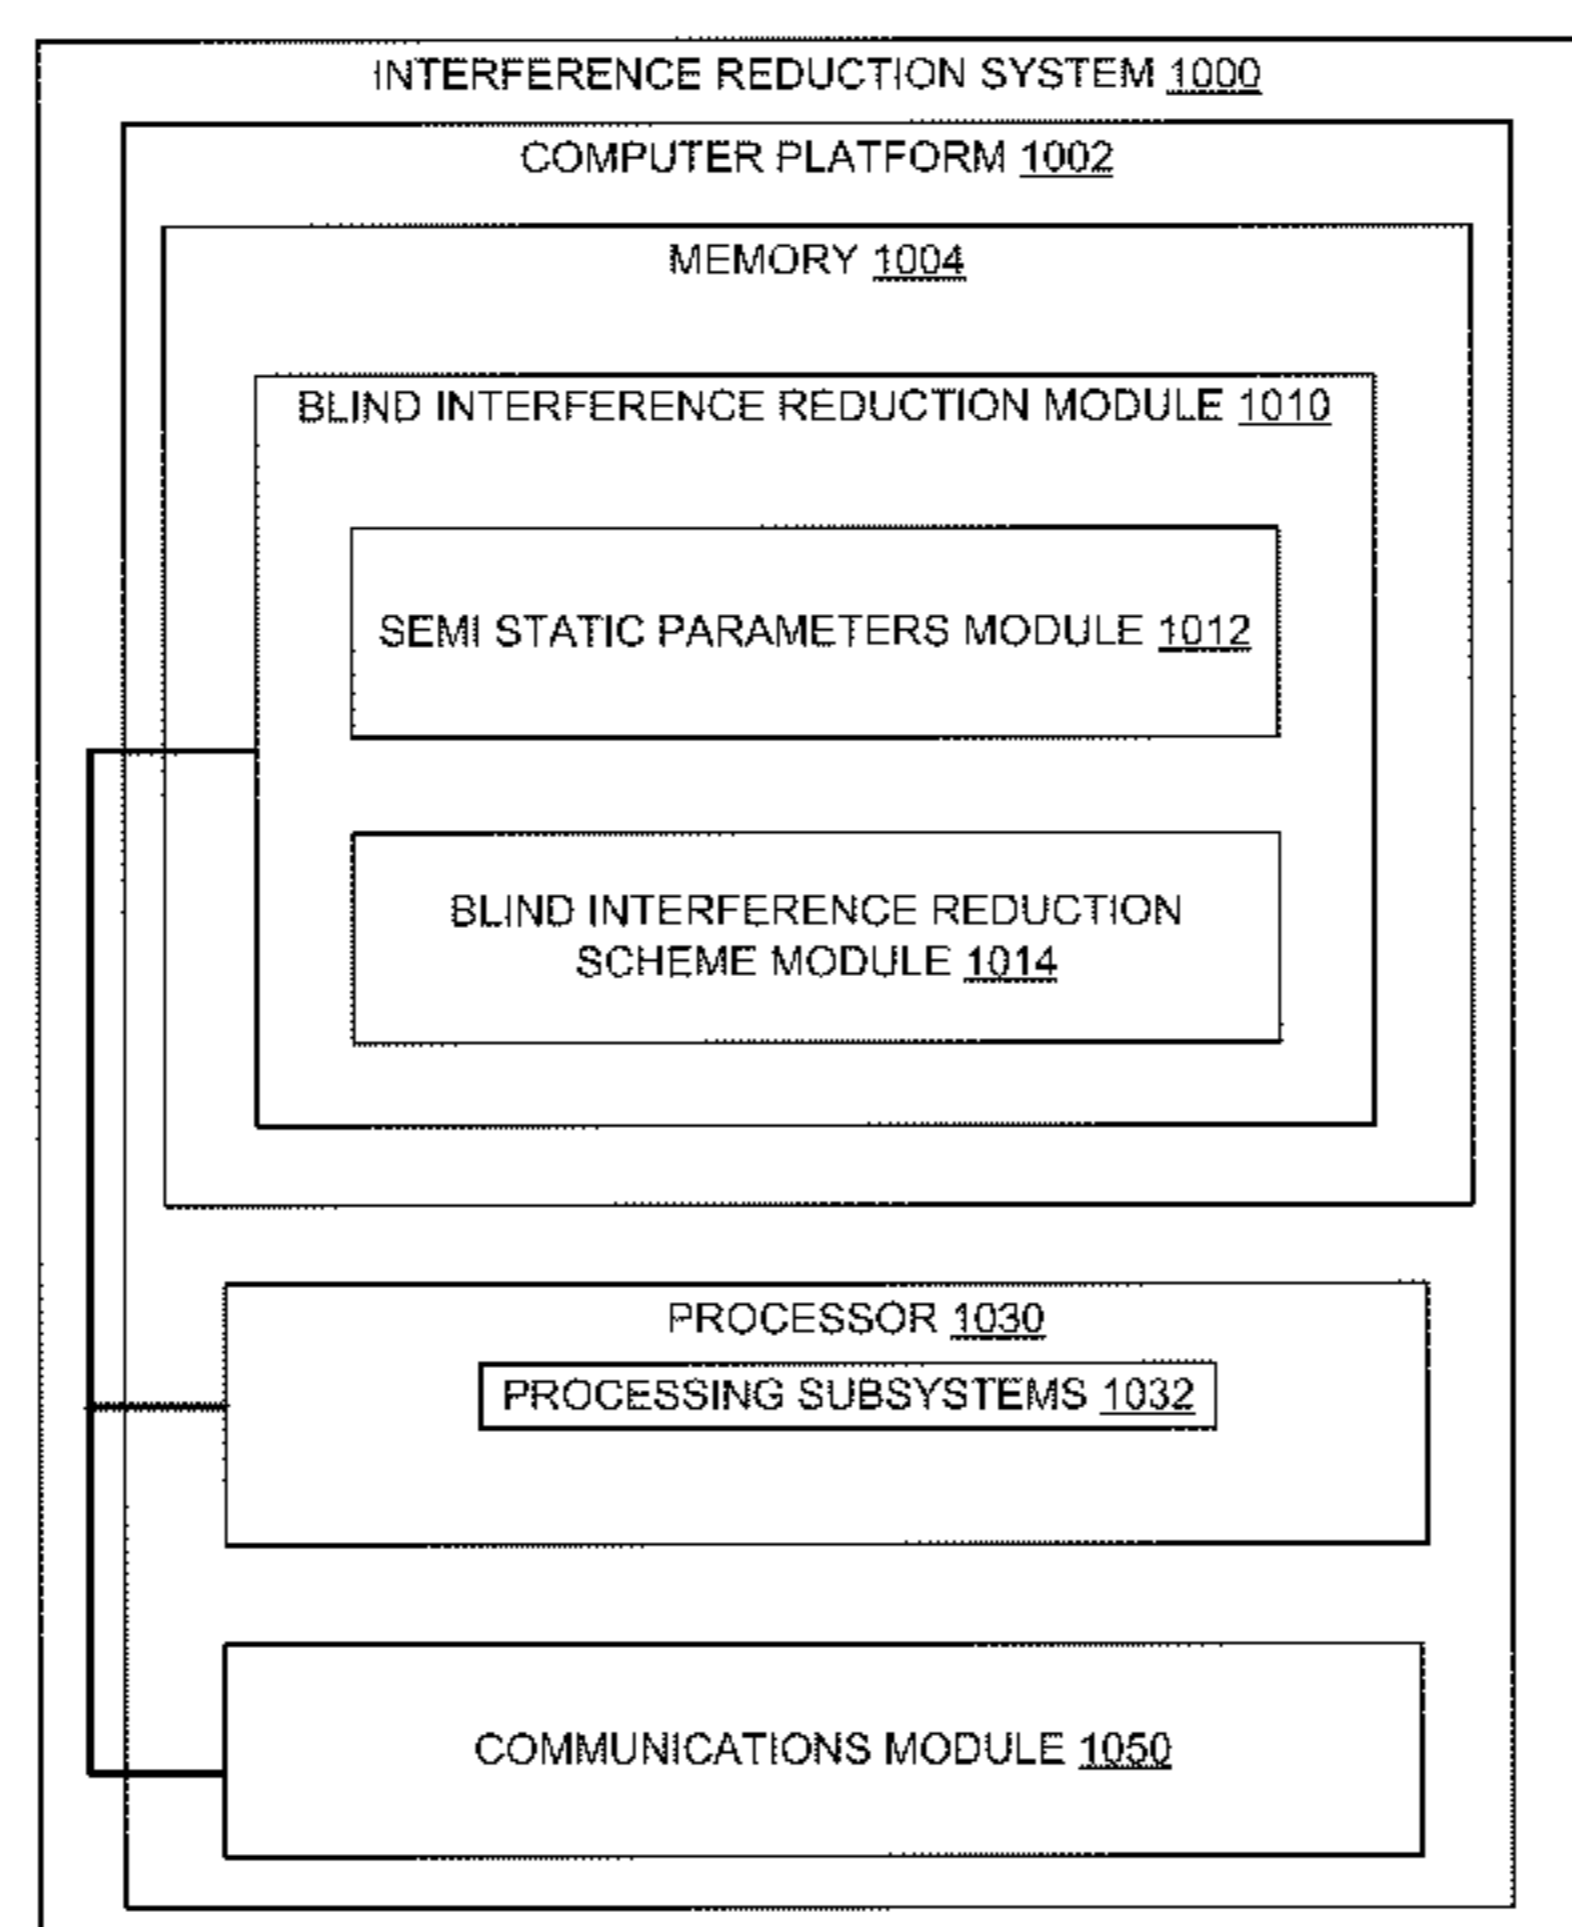 INTERFERENCE REDUCTION SYSTEM 1000
COMPUTER PLATFORM 1002
MEMORY 1004
BLIND INTERFERENCE REDUCTION MODULE 1010
SEMI STATIC PARAMETERS MODULE 1012
BLIND INTERFERENCE REDUCTION
SCHEME MODULE 1014
PROCESSOR 1030
PROCESSING SUBSYSTEMS 1032
COMMUNICATIONS MODULE 1050